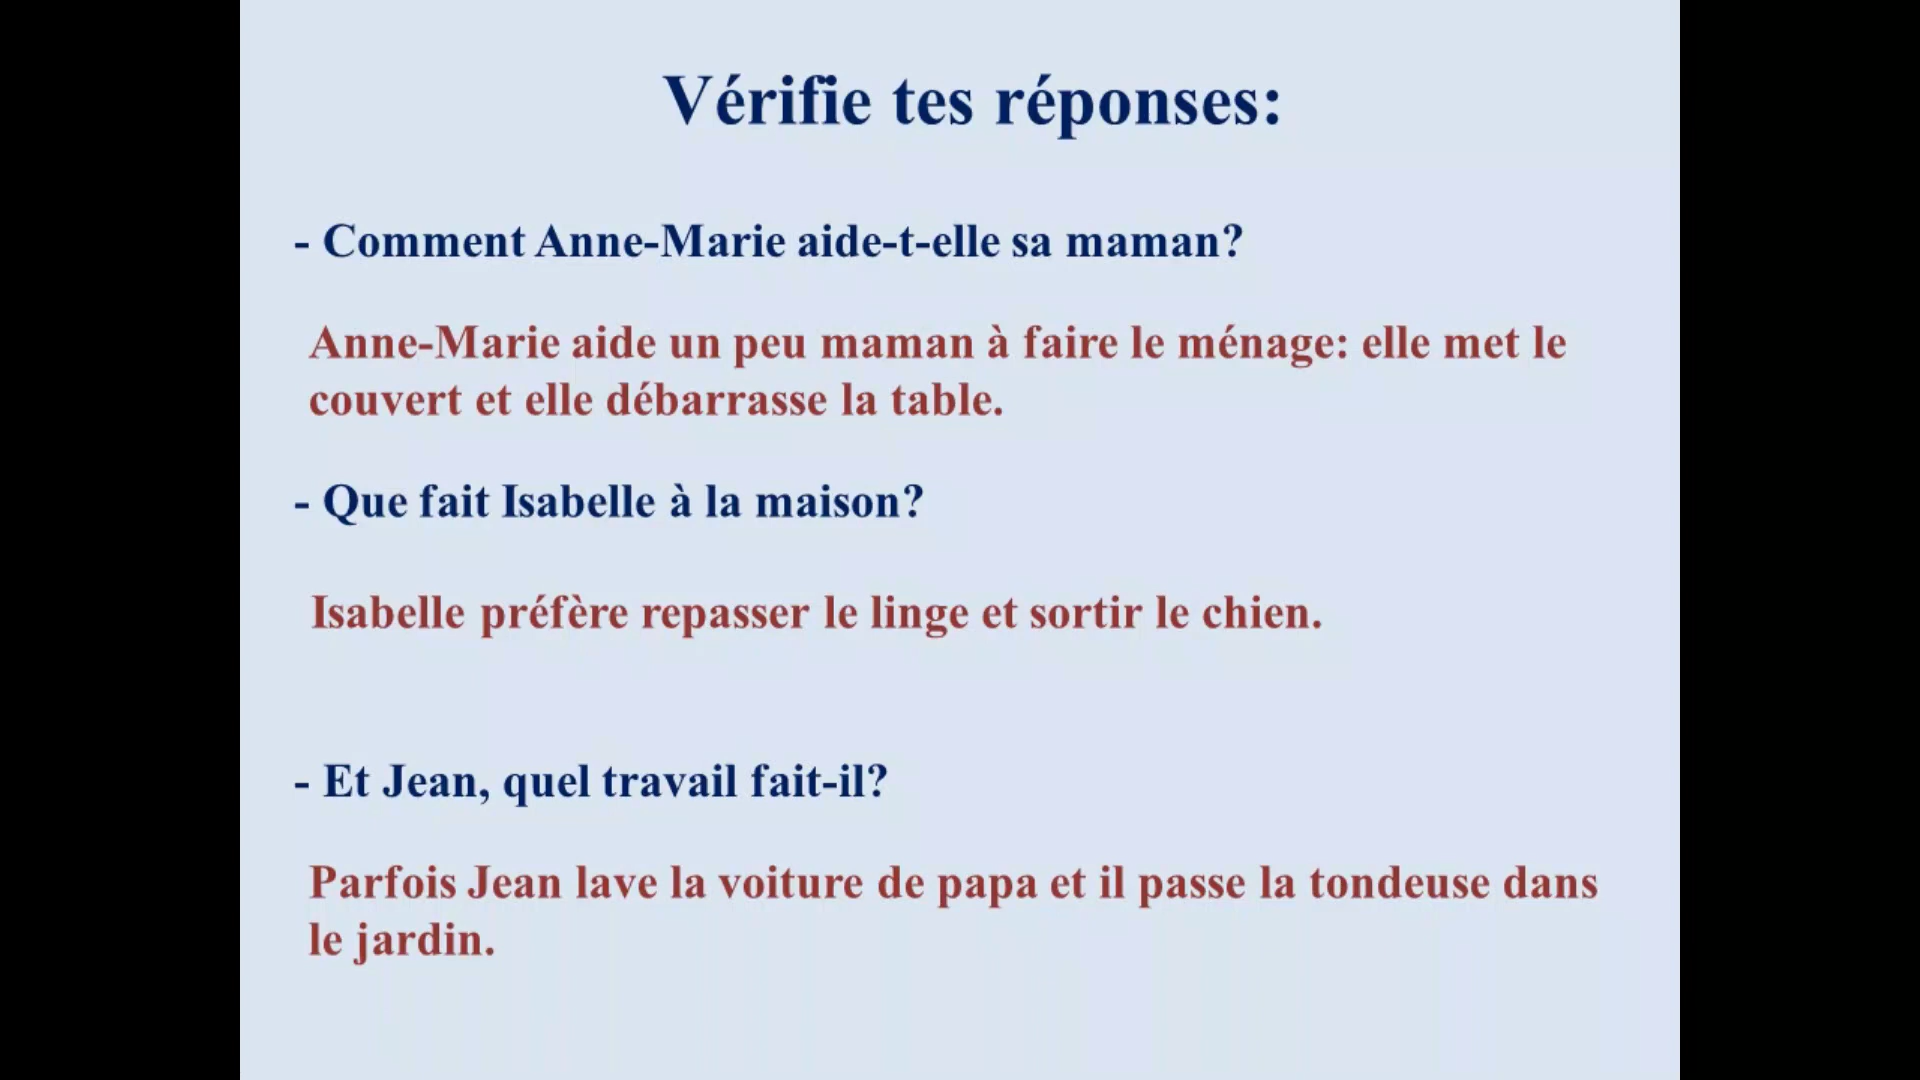 Vérifie tes réponses:
- Comment Anne-Marie aide-t-elle sa maman?
Anne-Marie aide un peu maman à faire le ménage: elle met le
couvert et elle débarrasse la table.
- Que fait Isabelle à la maison?
Isabelle préfère repasser le linge et sortir le chien.
- Et Jean, quel travail fait-il?
Parfois Jean lave la voiture de papa et il passe la tondeuse dans
le jardin.